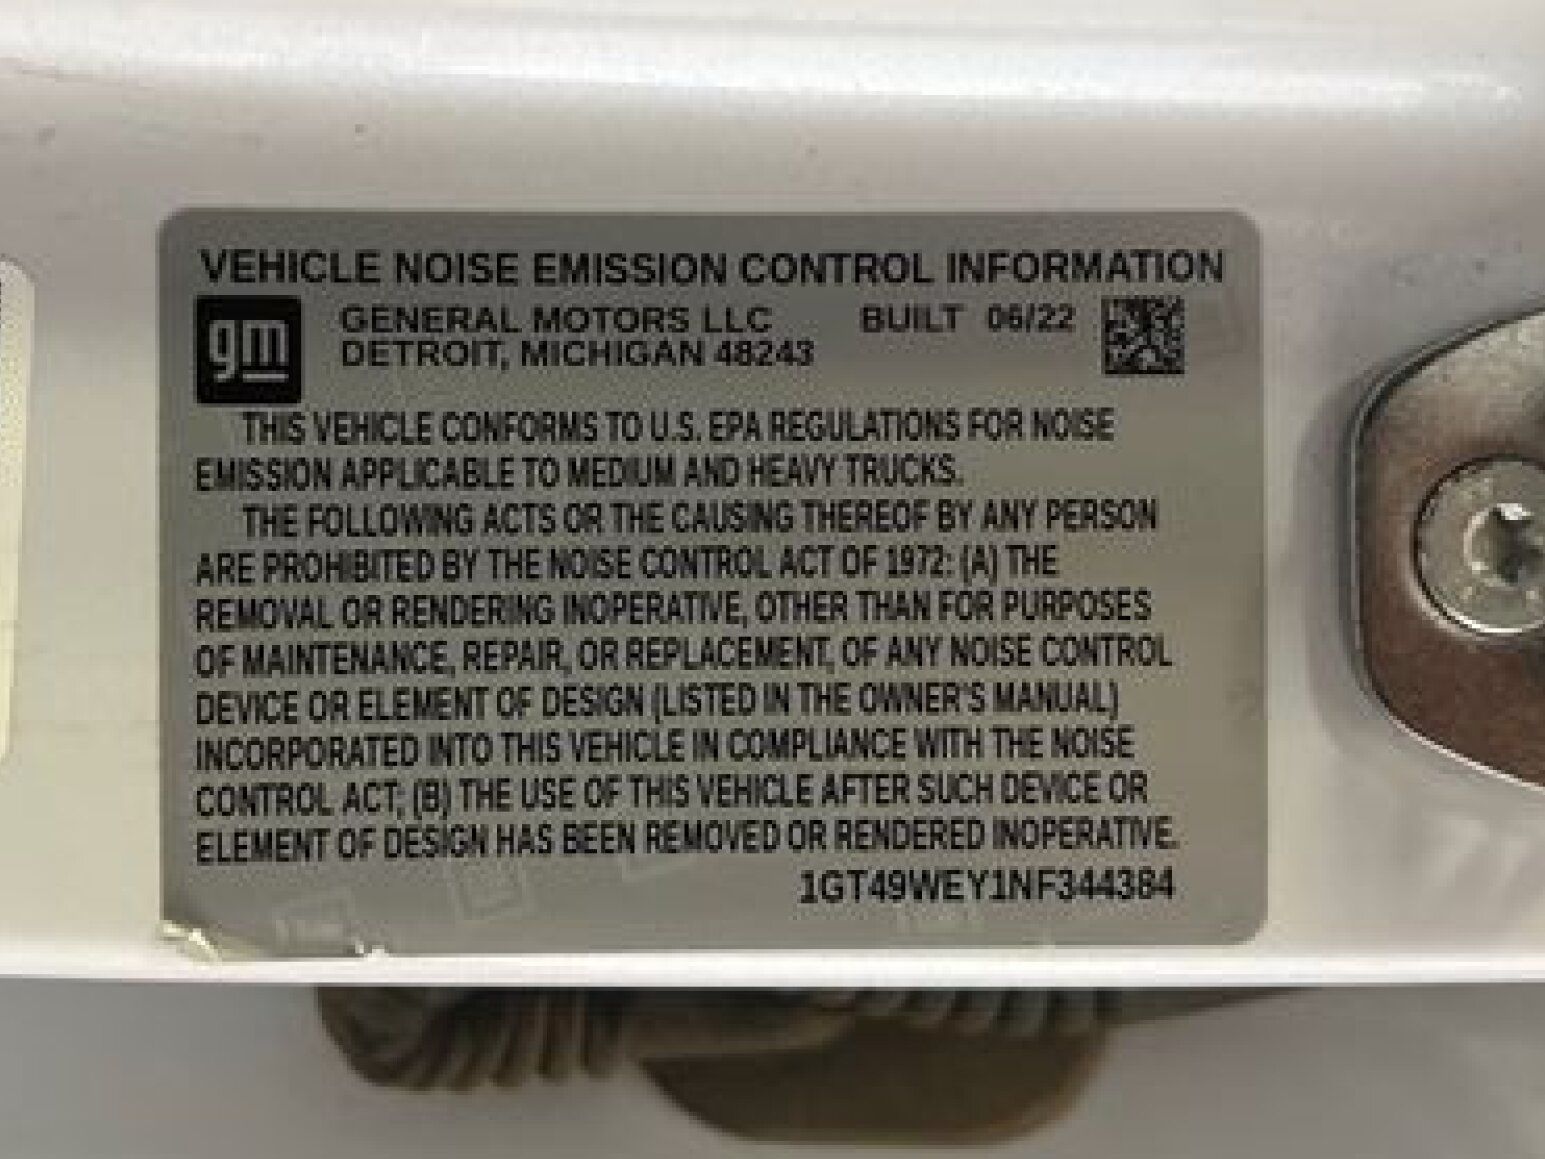 VEHICLE NOISE EMISSION CONTROL INFORMATION
gm
GENERAL MOTORS LLC BUILT 06/22
DETROIT, MICHIGAN 48243
THIS VEHICLE CONFORMS TO U.S. EPA REGULATIONS FOR NOISE
EMISSION APPLICABLE TO MEDIUM AND HEAVY TRUCKS.
THE FOLLOWING ACTS OR THE CAUSING THEREOF BY ANY PERSON
ARE PROHIBITED BY THE NOISE CONTROL ACT OF 1972: (A) THE
REMOVAL OR RENDERING INOPERATIVE, OTHER THAN FOR PURPOSES
OF MAINTENANCE, REPAIR, OR REPLACEMENT, OF ANY NOISE CONTROL
DEVICE OR ELEMENT OF DESIGN (LISTED IN THE OWNER'S MANUAL)
INCORPORATED INTO THIS VEHICLE IN COMPLIANCE WITH THE NOISE
CONTROL ACT; (B) THE USE OF THIS VEHICLE AFTER SUCH DEVICE OR
ELEMENT OF DESIGN HAS BEEN REMOVED OR RENDERED INOPERATIVE.
1GT49WEY1NF344384